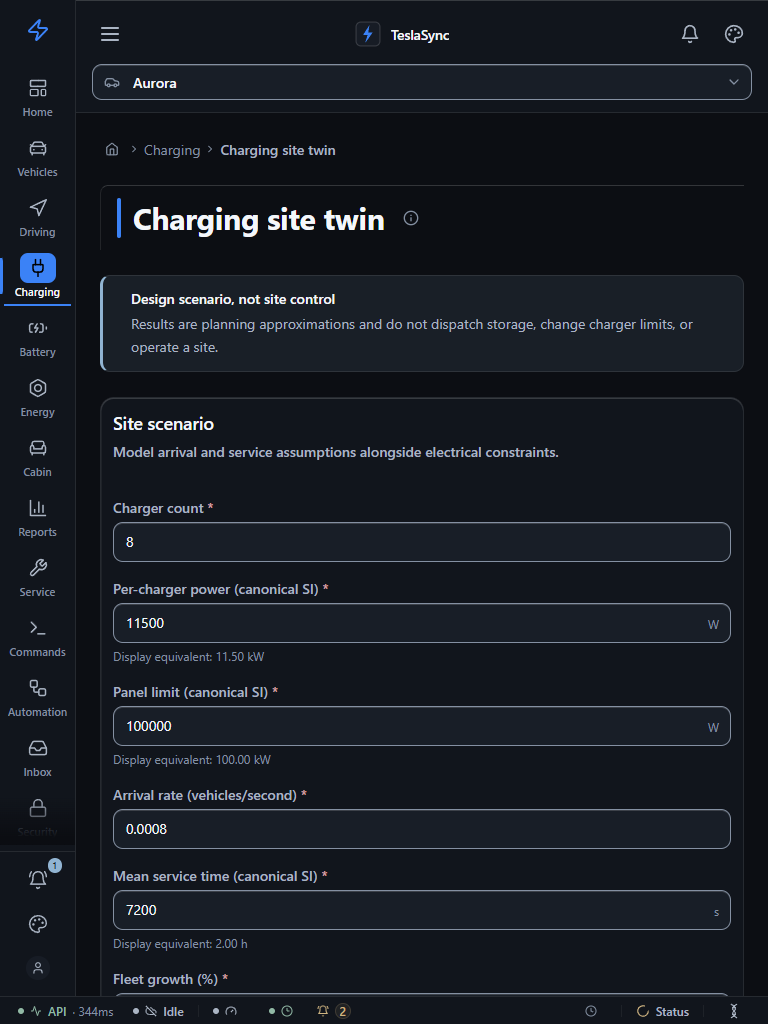 TeslaSync
Aurora
Home
Vehicles
Driving
Charging
Battery
Energy
Cabin
Reports
Service
Commands
Automation
Inbox
Security
1
Charging
Charging site twin
Charging site twin
Design scenario, not site control
Results are planning approximations and do not dispatch storage, change charger limits, or
operate a site.
Site scenario
Model arrival and service assumptions alongside electrical constraints.
Charger count *
8
Per-charger power (canonical SI) *
11500 W
Display equivalent: 11.50 kW
Panel limit (canonical SI) *
100000 W
Display equivalent: 100.00 kW
Arrival rate (vehicles/second) *
0.0008
Mean service time (canonical SI) *
7200 s
Display equivalent: 2.00 h
Fleet growth (%) *
API · 344ms Idle 2 Status